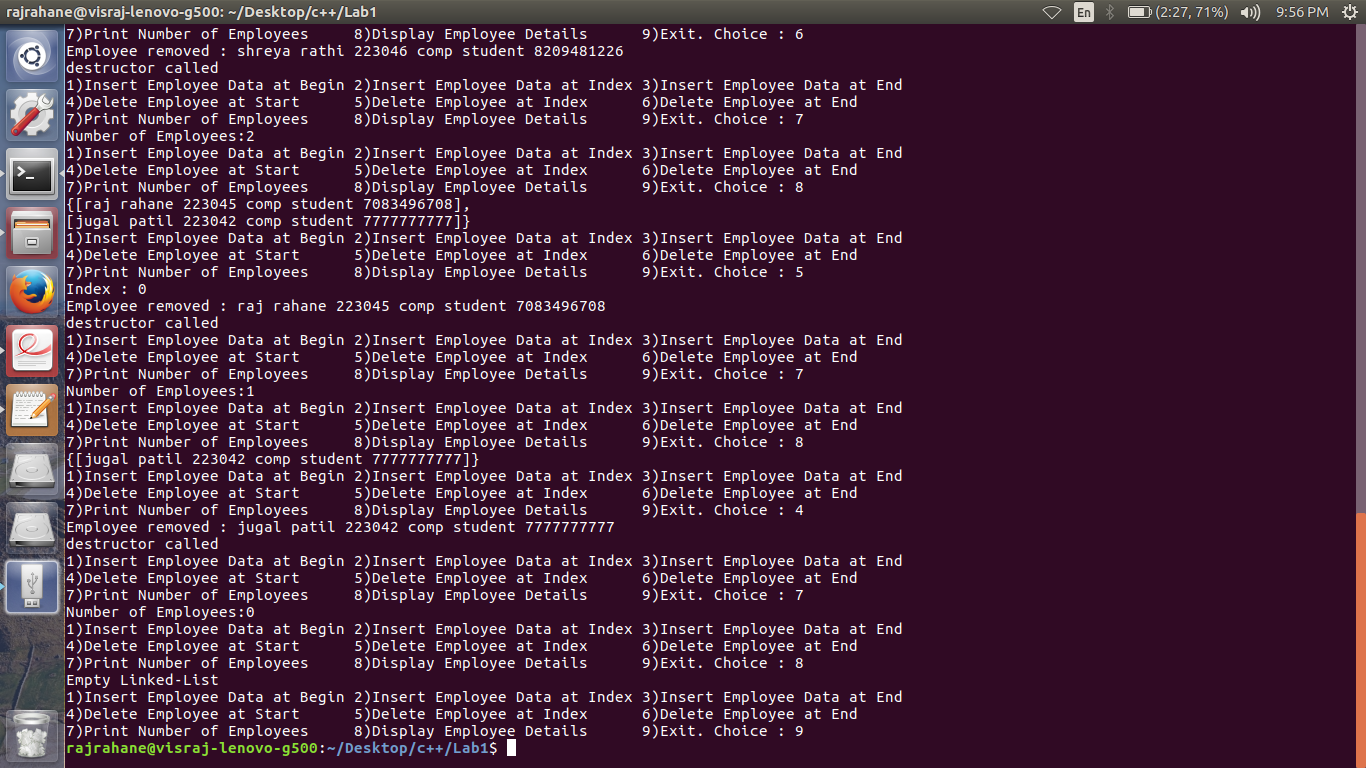 rajrahane@visraj-lenovo-g500: ~/Desktop/c++/Lab1 En (2:27, 71%) 9:56 PM
7)Print Number of Employees     8)Display Employee Details      9)Exit. Choice : 6
Employee removed : shreya rathi 223046 comp student 8209481226
destructor called
1)Insert Employee Data at Begin 2)Insert Employee Data at Index 3)Insert Employee Data at End
4)Delete Employee at Start      5)Delete Employee at Index      6)Delete Employee at End
7)Print Number of Employees     8)Display Employee Details      9)Exit. Choice : 7
Number of Employees:2
1)Insert Employee Data at Begin 2)Insert Employee Data at Index 3)Insert Employee Data at End
4)Delete Employee at Start      5)Delete Employee at Index      6)Delete Employee at End
7)Print Number of Employees     8)Display Employee Details      9)Exit. Choice : 8
{[raj rahane 223045 comp student 7083496708],
[jugal patil 223042 comp student 7777777777]}
1)Insert Employee Data at Begin 2)Insert Employee Data at Index 3)Insert Employee Data at End
4)Delete Employee at Start      5)Delete Employee at Index      6)Delete Employee at End
7)Print Number of Employees     8)Display Employee Details      9)Exit. Choice : 5
Index : 0
Employee removed : raj rahane 223045 comp student 7083496708
destructor called
1)Insert Employee Data at Begin 2)Insert Employee Data at Index 3)Insert Employee Data at End
4)Delete Employee at Start      5)Delete Employee at Index      6)Delete Employee at End
7)Print Number of Employees     8)Display Employee Details      9)Exit. Choice : 7
Number of Employees:1
1)Insert Employee Data at Begin 2)Insert Employee Data at Index 3)Insert Employee Data at End
4)Delete Employee at Start      5)Delete Employee at Index      6)Delete Employee at End
7)Print Number of Employees     8)Display Employee Details      9)Exit. Choice : 8
{[jugal patil 223042 comp student 7777777777]}
1)Insert Employee Data at Begin 2)Insert Employee Data at Index 3)Insert Employee Data at End
4)Delete Employee at Start      5)Delete Employee at Index      6)Delete Employee at End
7)Print Number of Employees     8)Display Employee Details      9)Exit. Choice : 4
Employee removed : jugal patil 223042 comp student 7777777777
destructor called
1)Insert Employee Data at Begin 2)Insert Employee Data at Index 3)Insert Employee Data at End
4)Delete Employee at Start      5)Delete Employee at Index      6)Delete Employee at End
7)Print Number of Employees     8)Display Employee Details      9)Exit. Choice : 7
Number of Employees:0
1)Insert Employee Data at Begin 2)Insert Employee Data at Index 3)Insert Employee Data at End
4)Delete Employee at Start      5)Delete Employee at Index      6)Delete Employee at End
7)Print Number of Employees     8)Display Employee Details      9)Exit. Choice : 8
Empty Linked-List
1)Insert Employee Data at Begin 2)Insert Employee Data at Index 3)Insert Employee Data at End
4)Delete Employee at Start      5)Delete Employee at Index      6)Delete Employee at End
7)Print Number of Employees     8)Display Employee Details      9)Exit. Choice : 9
rajrahane@visraj-lenovo-g500:~/Desktop/c++/Lab1$